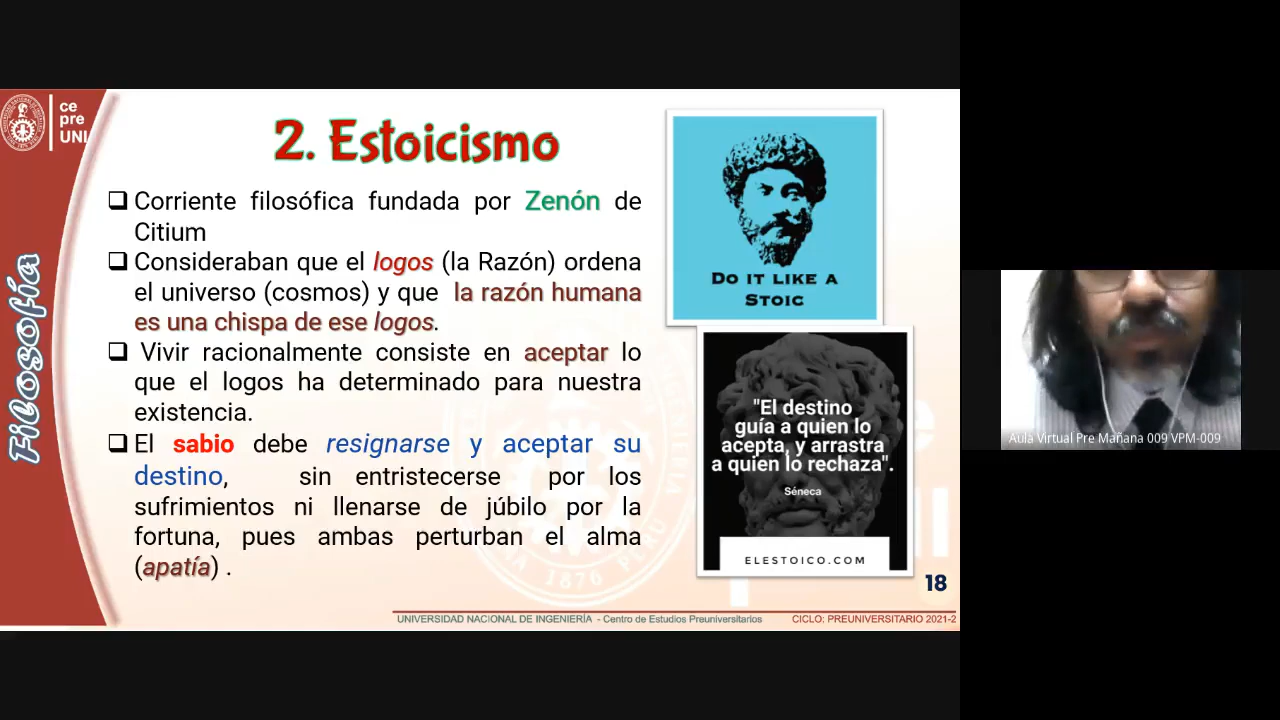 ce
pre
UNI
Filosofía
2. Estoicismo
❑ Corriente filosófica fundada por Zenón de
Citium
❑ Consideraban que el logos (la Razón) ordena
el universo (cosmos) y que la razón humana
es una chispa de ese logos.
❑ Vivir racionalmente consiste en aceptar lo
que el logos ha determinado para nuestra
existencia.
❑ El sabio debe resignarse y aceptar su
destino, sin entristecerse por los
sufrimientos ni llenarse de júbilo por la
fortuna, pues ambas perturban el alma
(apatía) .
DO IT LIKE A
STOIC
"El destino
guía a quien lo
acepta, y arrastra
a quien lo rechaza".
Séneca
ELESTOICO.COM
18
UNIVERSIDAD NACIONAL DE INGENIERÍA - Centro de Estudios Preuniversitarios CICLO: PREUNIVERSITARIO 2021-2
Aula Virtual Pre Mañana 009 VPM-009